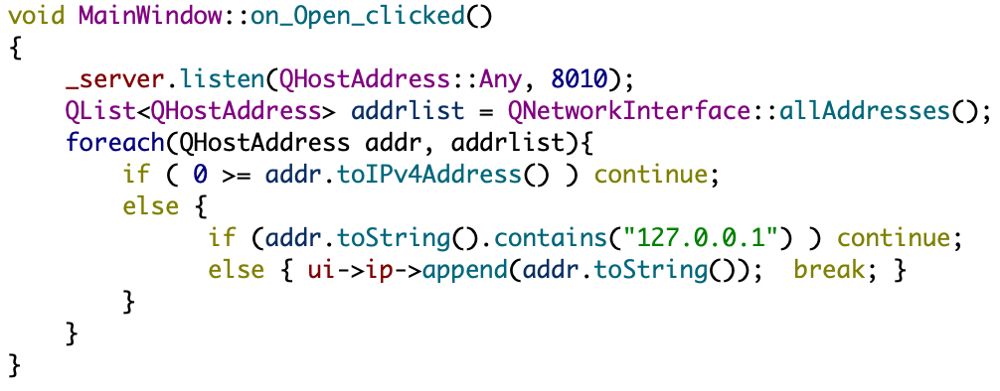 void MainWindow::on_Open_clicked()
{
    _server.listen(QHostAddress::Any, 8010);
    QList<QHostAddress> addrlist = QNetworkInterface::allAddresses();
    foreach(QHostAddress addr, addrlist){
        if ( 0 >= addr.toIPv4Address() ) continue;
        else {
              if (addr.toString().contains("127.0.0.1") ) continue;
              else { ui->ip->append(addr.toString());  break; }
        }
    }
}